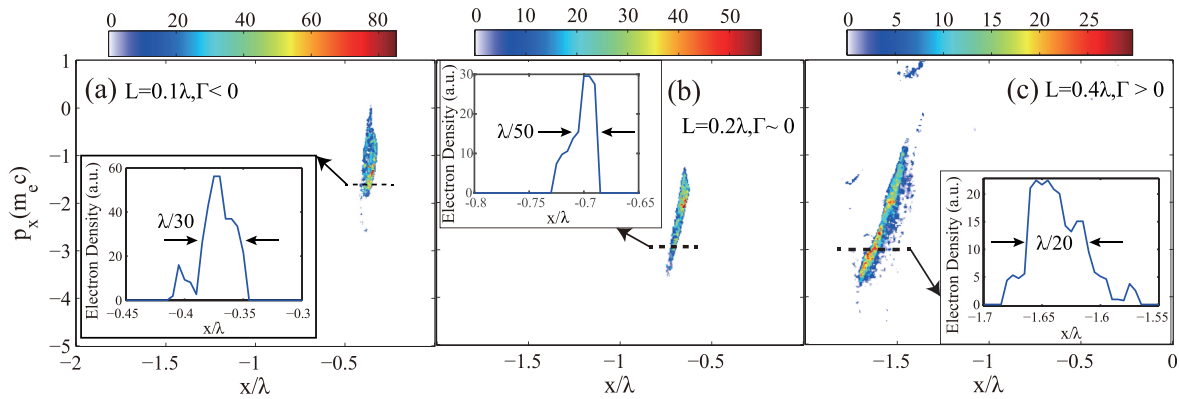 0 20 40 60 80
0 10 20 30 40 50
0 5 10 15 20 25
(a) L=0.1λ,Γ< 0
(b)
L=0.2λ,Γ~ 0
(c) L=0.4λ,Γ > 0
p_x(m_e c)
1
0
-1
-2
-3
-4
-5
Electron Density (a.u.)
60
40
20
0
λ/30
-0.45 -0.4 -0.35 -0.3
x/λ
Electron Density (a.u.)
30
20
10
0
λ/50
-0.8 -0.75 -0.7 -0.65
x/λ
Electron Density (a.u.)
20
15
10
5
0
λ/20
-1.7 -1.65 -1.6 -1.55
x/λ
-2 -1.5 -1 -0.5
-1.5 -1 -0.5
-1.5 -1 -0.5 0
x/λ
x/λ
x/λ